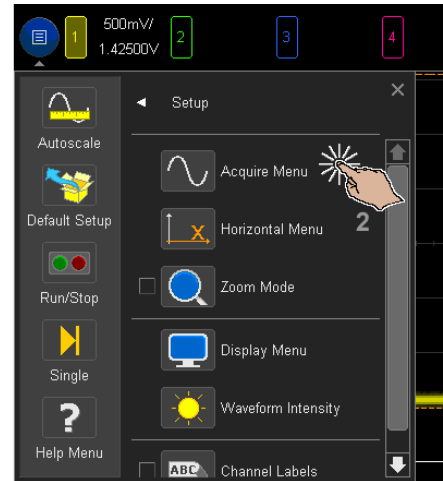 1
500mV/
1.42500V
2
3
4
Setup
Autoscale
Default Setup
Run/Stop
Single
?
Help Menu
Acquire Menu
2
X
Horizontal Menu
Zoom Mode
Display Menu
Waveform Intensity
ABC
Channel Labels